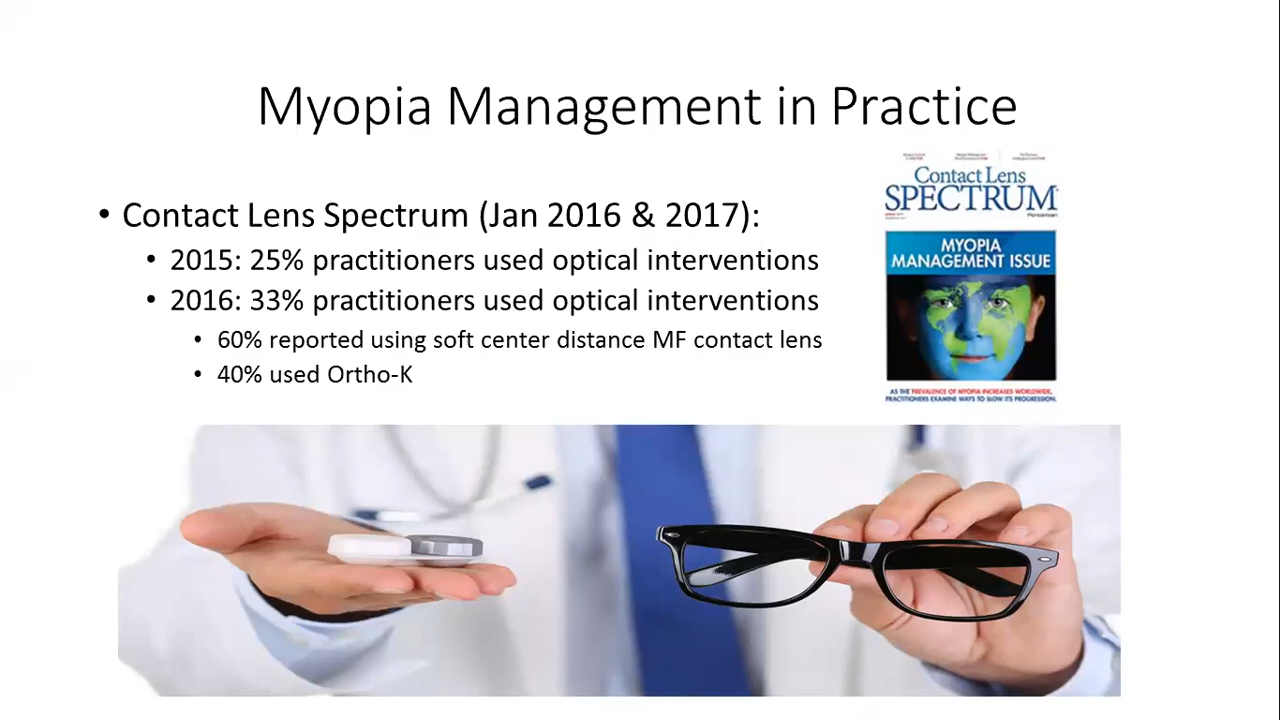 Myopia Management in Practice
• Contact Lens Spectrum (Jan 2016 & 2017):
• 2015: 25% practitioners used optical interventions
• 2016: 33% practitioners used optical interventions
• 60% reported using soft center distance MF contact lens
• 40% used Ortho-K
Contact Lens
SPECTRUM
MYOPIA
MANAGEMENT ISSUE
AS THE PREVALENCE OF MYOPIA INCREASES WORLDWIDE,
PRACTITIONERS EXAMINE WAYS TO SLOW ITS PROGRESSION.